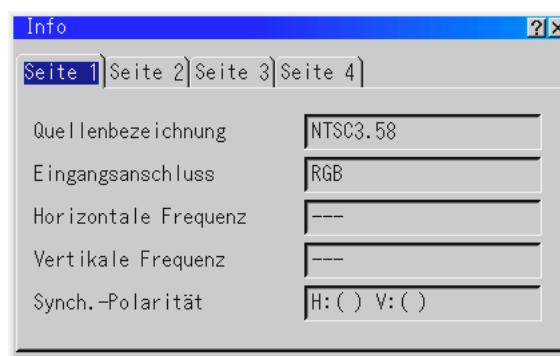 Info ? X
Seite 1 Seite 2 Seite 3 Seite 4
Quellenbezeichnung NTSC3.58
Eingangsanschluss RGB
Horizontale Frequenz ---
Vertikale Frequenz ---
Synch.-Polarität H:( ) V:( )